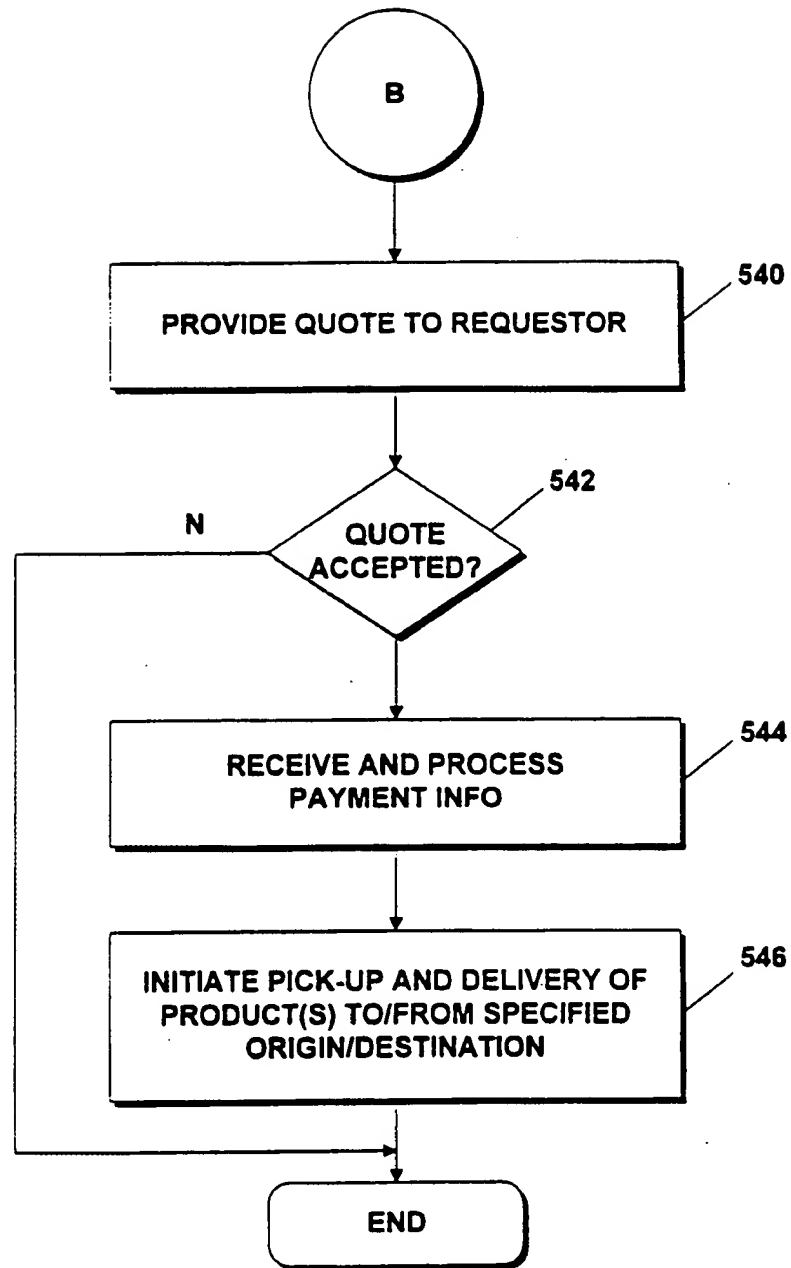 B
540
PROVIDE QUOTE TO REQUESTOR
542
N
QUOTE
ACCEPTED?
544
RECEIVE AND PROCESS
PAYMENT INFO
546
INITIATE PICK-UP AND DELIVERY OF
PRODUCT(S) TO/FROM SPECIFIED
ORIGIN/DESTINATION
END